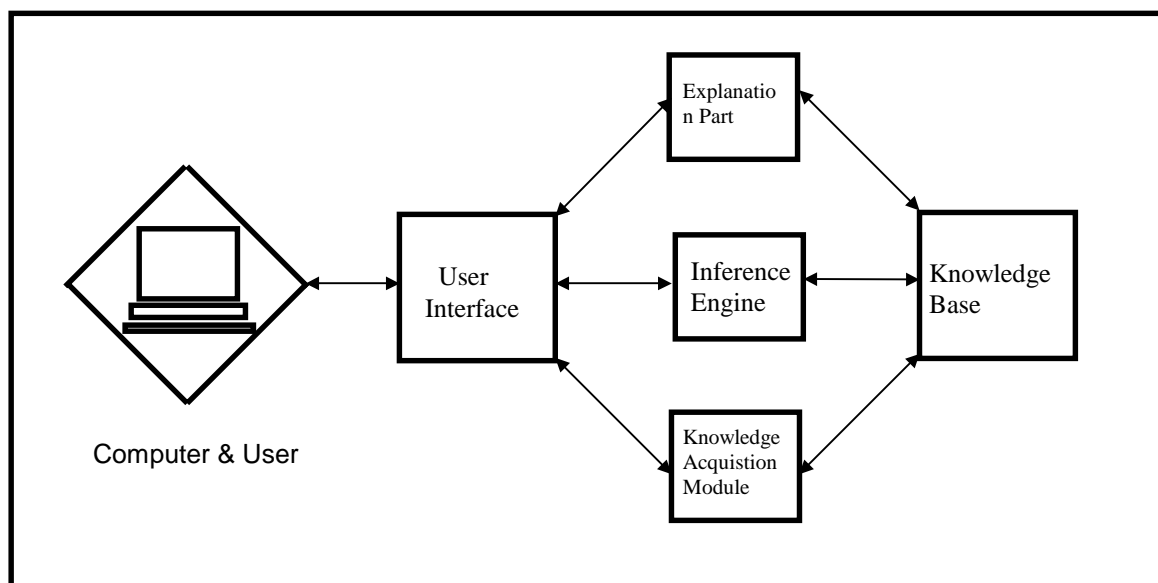 Explanatio
n Part
User
Interface
Inference
Engine
Knowledge
Base
Knowledge
Acquistion
Module
Computer & User